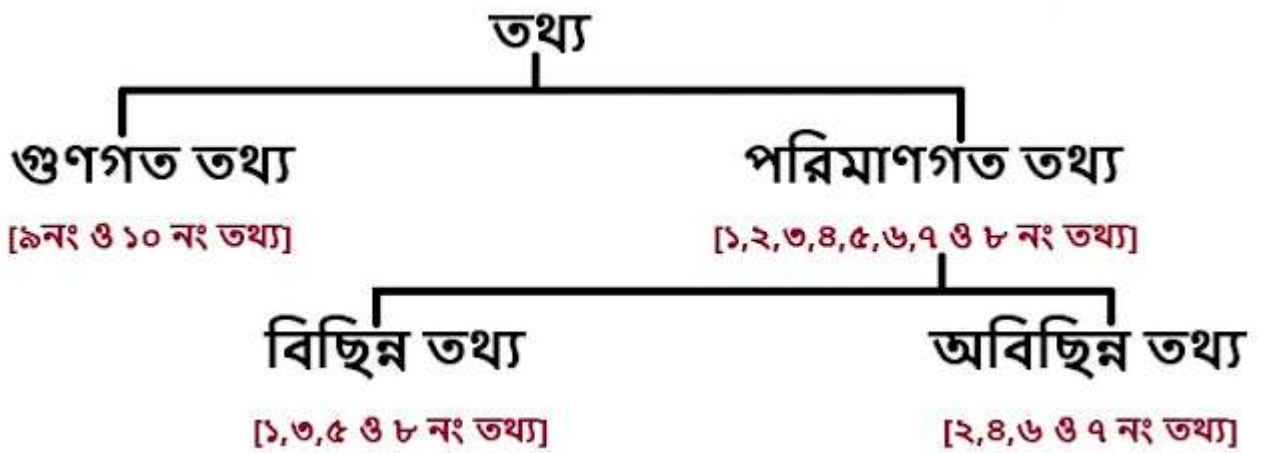 তথ্য
গুণগত তথ্য
পরিমাণগত তথ্য
[৯নং ও ১০ নং তথ্য]
[১,২,৩,৪,৫,৬,৭ ও ৮ নং তথ্য]
বিছিন্ন তথ্য
অবিছিন্ন তথ্য
[১,৩,৫ ও ৮ নং তথ্য]
[২,৪,৬ ও ৭ নং তথ্য]